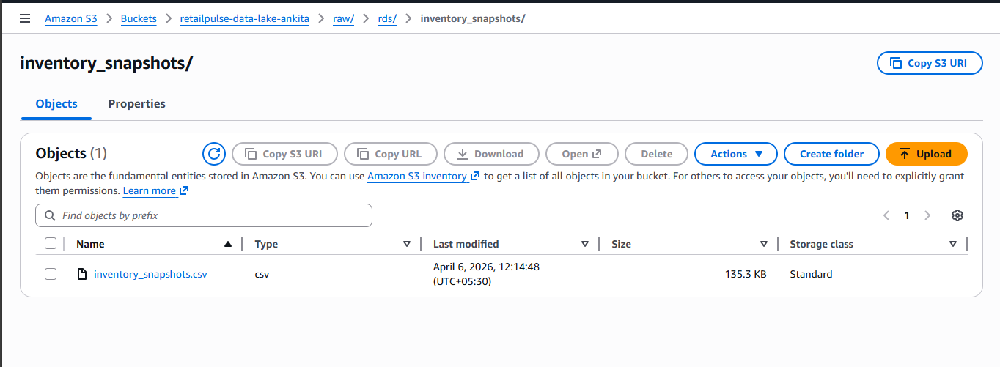 Amazon S3 > Buckets > retailpulse-data-lake-ankita > raw/ > rds/ > inventory_snapshots/
inventory_snapshots/
Copy S3 URI
Objects Properties
Objects (1)
Copy S3 URI Copy URL Download Open Delete Actions Create folder Upload
Objects are the fundamental entities stored in Amazon S3. You can use Amazon S3 inventory to get a list of all objects in your bucket. For others to access your objects, you'll need to explicitly grant
them permissions. Learn more
Find objects by prefix
1
Name Type Last modified Size Storage class
inventory_snapshots.csv csv April 6, 2026, 12:14:48 135.3 KB Standard
(UTC+05:30)